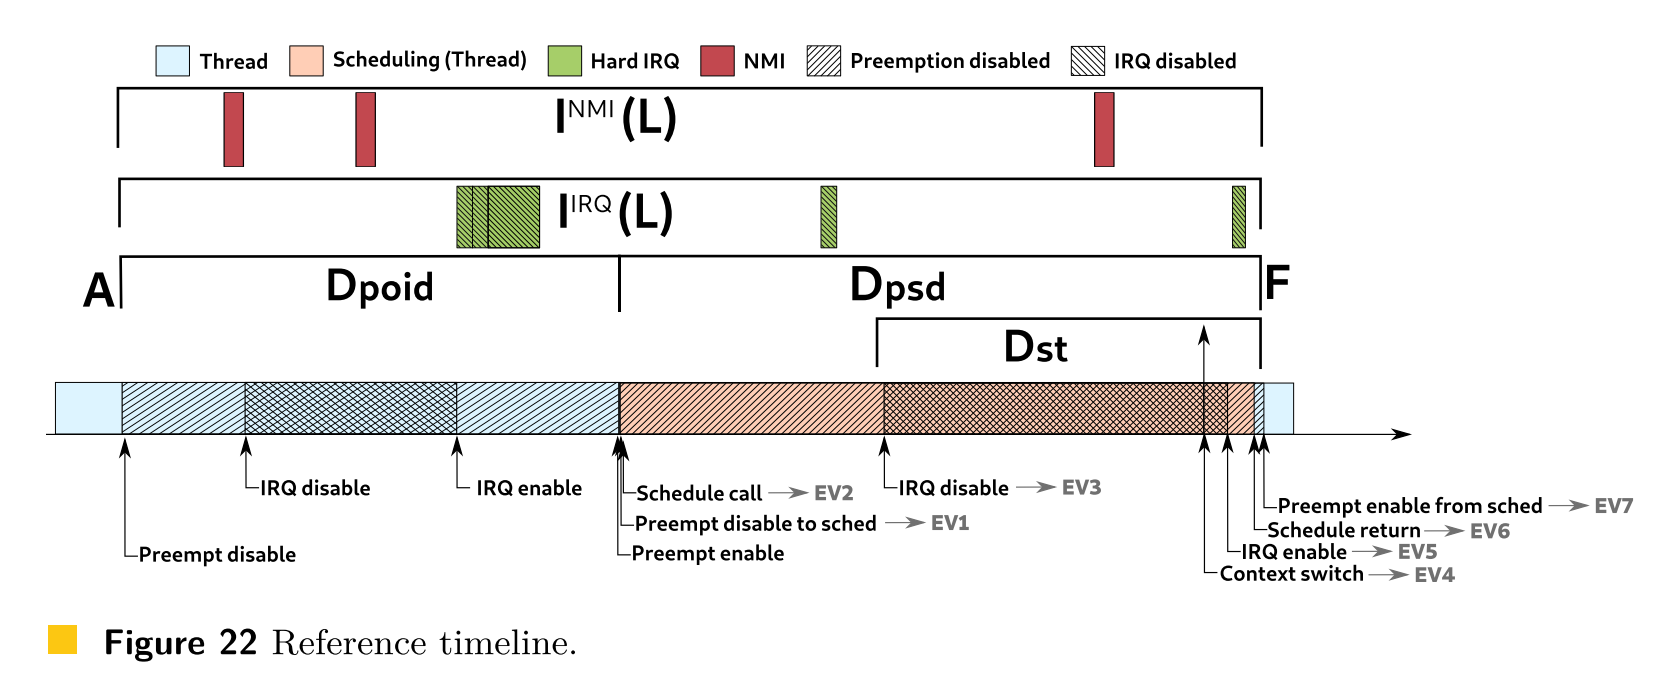 Thread Scheduling (Thread) Hard IRQ NMI Preemption disabled IRQ disabled
I^NMI (L)
I^IRQ (L)
A Dpoid Dpsd F
Dst
IRQ disable IRQ enable Schedule call EV2 IRQ disable EV3
Preempt enable from sched EV7
Preempt disable to sched EV1
Schedule return EV6
Preempt disable Preempt enable IRQ enable EV5
Context switch EV4
Figure 22 Reference timeline.